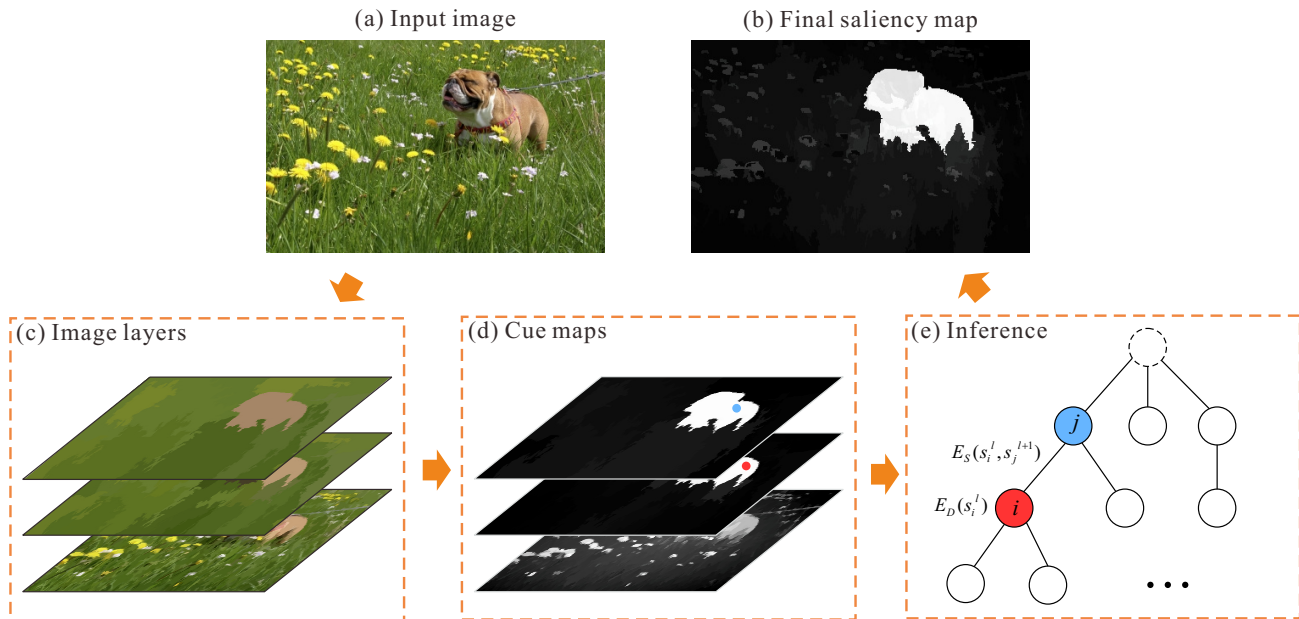 (a) Input image
(b) Final saliency map
(c) Image layers
(d) Cue maps
(e) Inference
j
E_S(s_i^l, s_j^{l+1})
E_D(s_i^l)
i
• • •